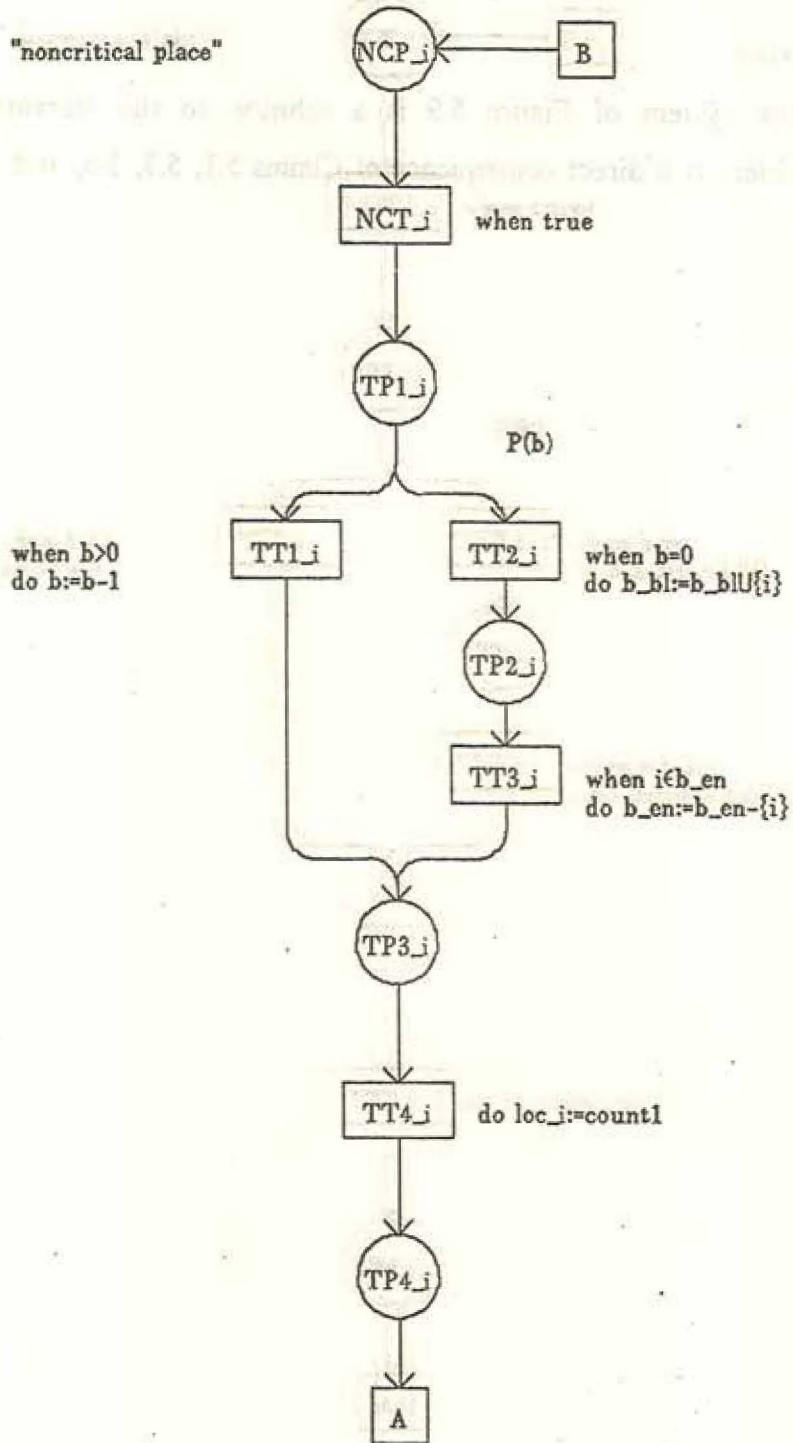 "noncritical place"
NCP_i
B
NCT_i
when true
TP1_i
P(b)
when b>0
do b:=b-1
TT1_i
TT2_i
when b=0
do b_bl:=b_blU{i}
TP2_i
TT3_i
when i∈b_en
do b_en:=b_en-{i}
TP3_i
TT4_i
do loc_i:=count1
TP4_i
A